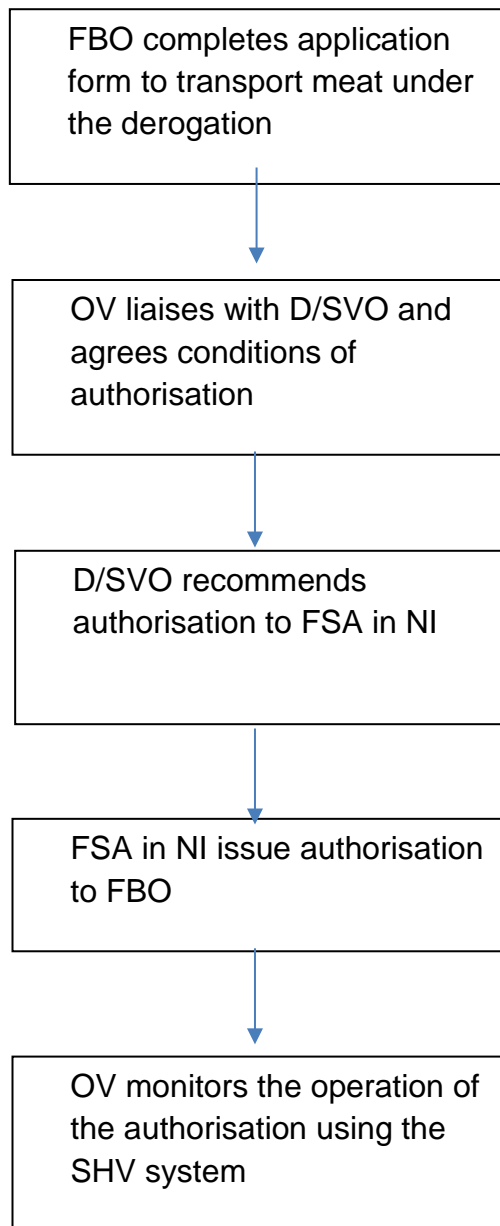 FBO completes application
form to transport meat under
the derogation
OV liaises with D/SVO and
agrees conditions of
authorisation
D/SVO recommends
authorisation to FSA in NI
FSA in NI issue authorisation
to FBO
OV monitors the operation of
the authorisation using the
SHV system